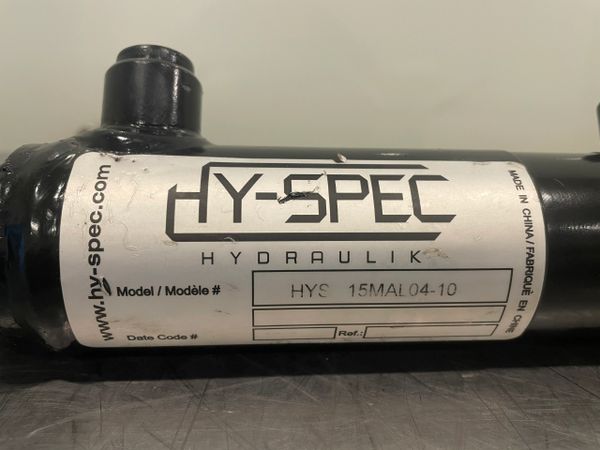 HY-SPEC
HYDRAULIK
www.hy-spec.com
Model / Modèle #
HYS 15MAL04-10
Date Code #
Ref.:
MADE IN CHINA / FABRIQUÉ EN CHINE